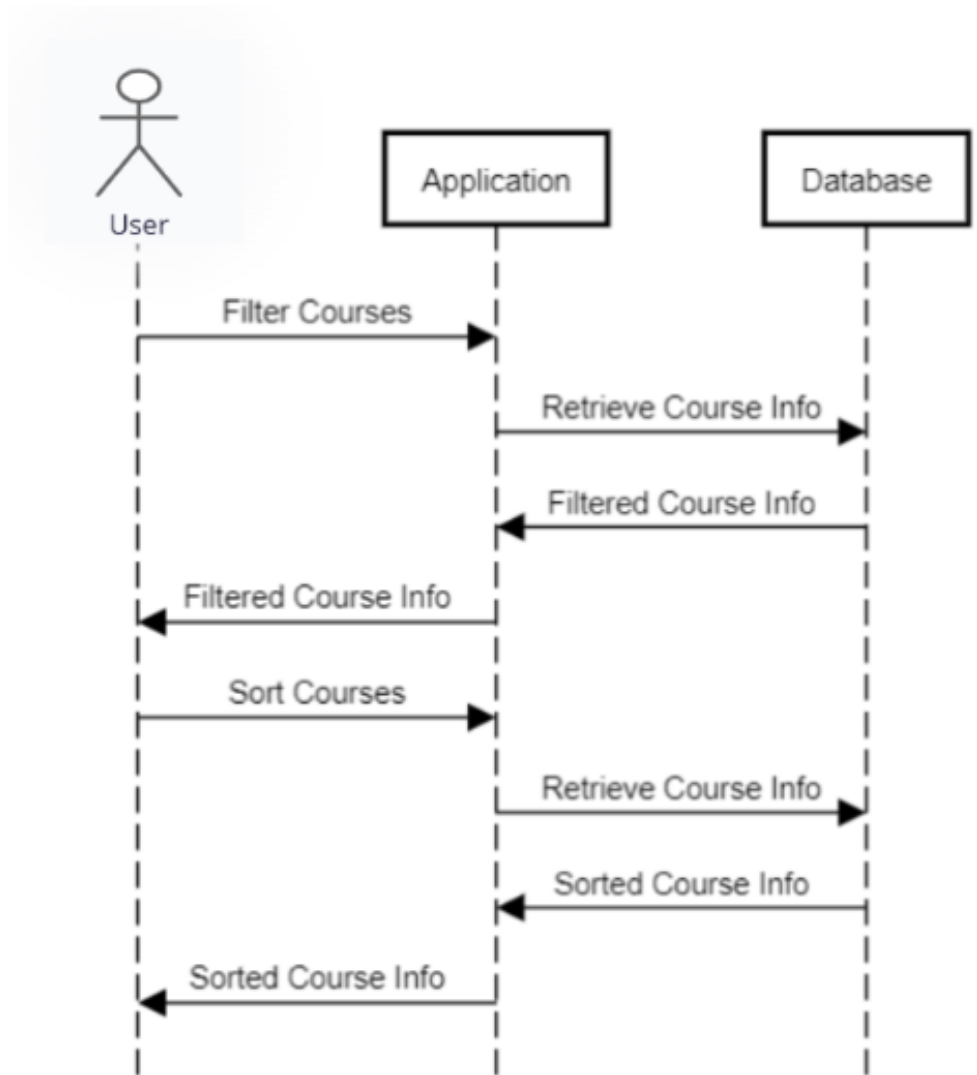 User
Application
Database
Filter Courses
Retrieve Course Info
Filtered Course Info
Filtered Course Info
Sort Courses
Retrieve Course Info
Sorted Course Info
Sorted Course Info